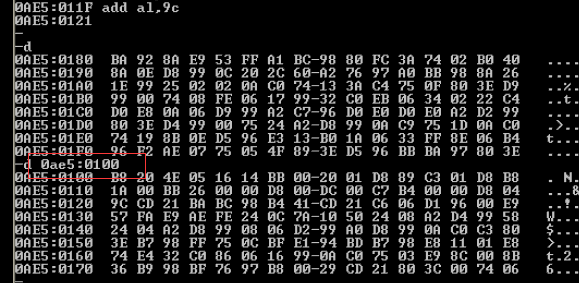 0AE5:011F add al,9c
0AE5:0121
-
-d
0AE5:0180  BA 92 8A E9 53 FF A1 BC-98 80 FC 3A 74 02 B0 40   ....
0AE5:0190  8A 0E D8 99 0C 20 2C 60-A2 76 97 A0 BB 98 8A 26   ....
0AE5:01A0  1E 99 25 02 02 0A C0 74-13 3A C4 75 0F 80 3E D9   ..%.
0AE5:01B0  99 00 74 08 FE 06 17 99-32 C0 EB 06 34 02 22 C4   ..t.
0AE5:01C0  D0 E8 0A 06 D9 99 A2 C7-96 D0 E0 D0 E0 A2 D2 99   ....
0AE5:01D0  80 3E D4 99 00 75 24 A2-D8 99 0A C9 75 1D 0A C0   .>..
0AE5:01E0  74 19 8B 0E D5 96 E3 13-B0 1A 06 33 FF 8E 06 B4   t...
0AE5:01F0  96 F2 AE 07 75 05 4F 89-3E D5 96 BB BA 97 80 3E   ....
-d 0ae5:0100
0AE5:0100  B8 20 4E 05 16 14 BB 00-20 01 D8 89 C3 01 D8 B8   . N.
0AE5:0110  1A 00 BB 26 00 00 D8 00-DC 00 C7 B4 00 00 D8 04   ...&
0AE5:0120  9C CD 21 BA BC 98 B4 41-CD 21 C6 06 D1 96 00 E9   ..!.
0AE5:0130  57 FA E9 AE FE 24 0C 7A-10 50 24 08 A2 D4 99 58   W...
0AE5:0140  24 04 A2 D8 99 08 06 D2-99 A0 D8 99 0A C0 C3 80   $...
0AE5:0150  3E B7 98 FF 75 0C BF E1-94 BD B7 98 E8 11 01 E8   >...
0AE5:0160  74 E4 32 C0 86 06 16 99-0A C0 75 03 E9 8C 00 8B   t.2.
0AE5:0170  36 B9 98 BF 76 97 B8 00-29 CD 21 80 3C 00 74 06   6...